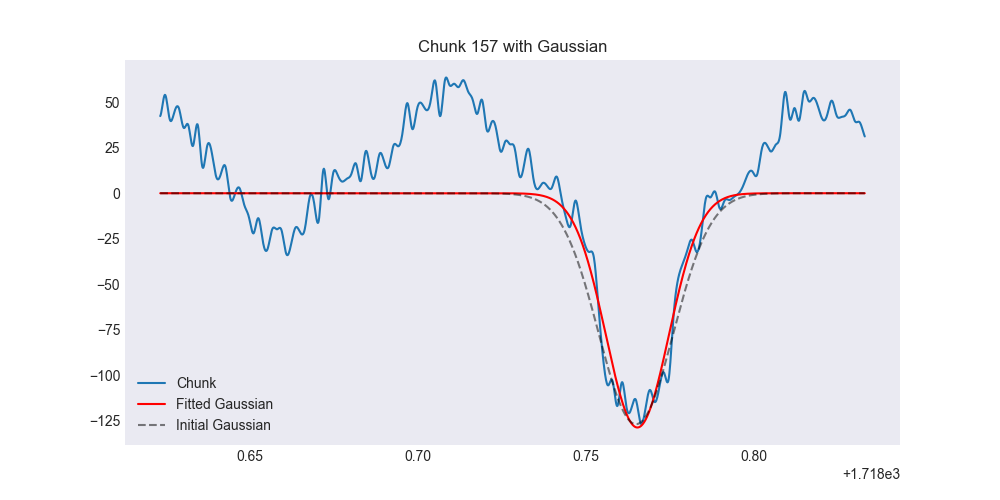 Chunk 157 with Gaussian
50
25
0
−25
−50
−75
−100
−125
Chunk
Fitted Gaussian
Initial Gaussian
0.65 0.70 0.75 0.80
+1.718e3